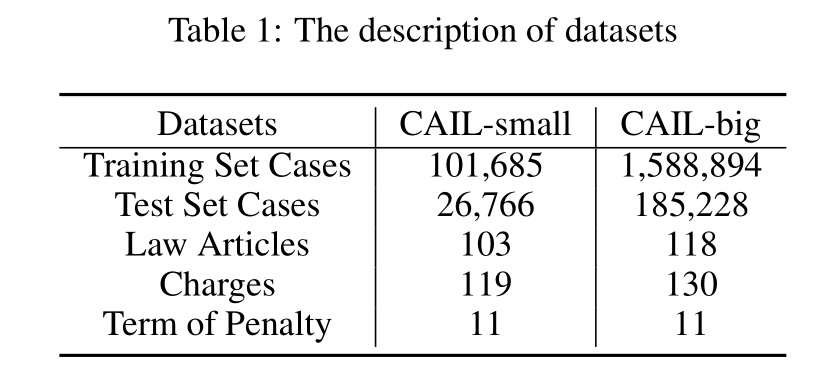 Table 1: The description of datasets
Datasets CAIL-small CAIL-big
Training Set Cases 101,685 1,588,894
Test Set Cases 26,766 185,228
Law Articles 103 118
Charges 119 130
Term of Penalty 11 11